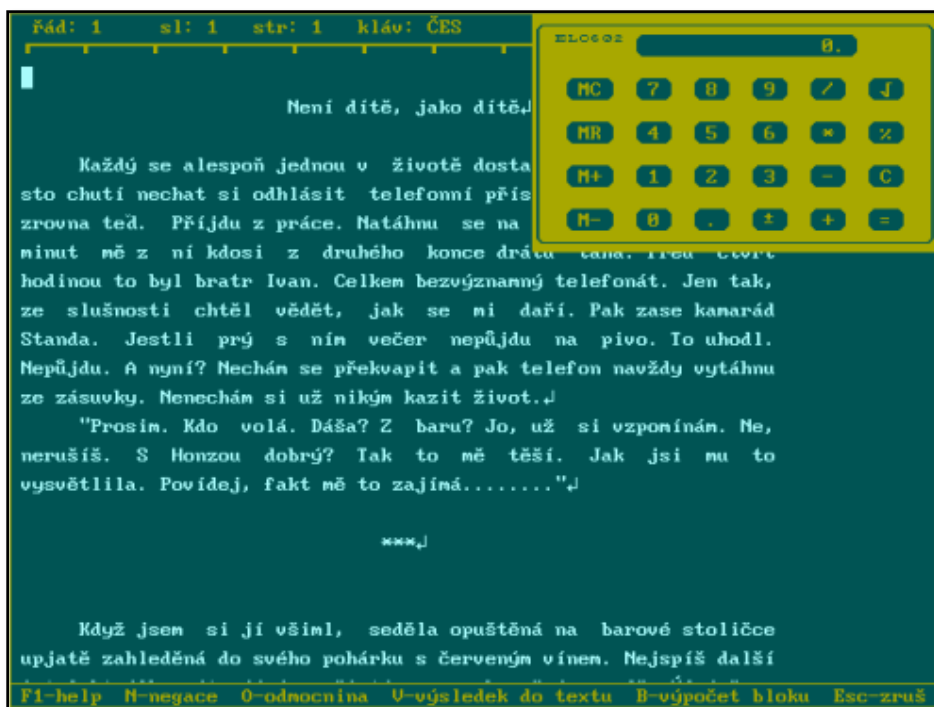 řád: 1 sl: 1 str: 1 kláv: ČES
ELC602
0.
MC 7 8 9 / √
MR 4 5 6 * %
M+ 1 2 3 - C
M- 0 . ± + =
Není dítě, jako dítě↲
Každý se alespoň jednou v životě dosta
sto chutí nechat si odhlásit telefonní přís
zrovna teď. Příjdu z práce. Natáhnu se na
minut mě z ní kdosi z druhého konce drátu
hodinou to byl bratr Ivan. Celkem bezvýznamný telefonát. Jen tak,
ze slušnosti chtěl vědět, jak se mi daří. Pak zase kamarád
Standa. Jestli prý s ním večer nepůjdu na pivo. To uhodl.
Nepůjdu. A nyní? Nechám se překvapit a pak telefon navždy vytáhnu
ze zásuvky. Nenechám si už nikým kazit život.↲
"Prosim. Kdo volá. Dáša? Z baru? Jo, už si vzpomínám. Ne,
nerušíš. S Honzou dobrý? Tak to mě těší. Jak jsi mu to
vysvětlila. Povídej, fakt mě to zajímá........"↲
***↲
Když jsem si jí všiml, seděla opuštěná na barové stoličce
upjatě zahleděná do svého pohárku s červeným vínem. Nejspíš další
F1-help N-negace O-odmocnina V-výsledek do textu B-výpočet bloku Esc-zruš